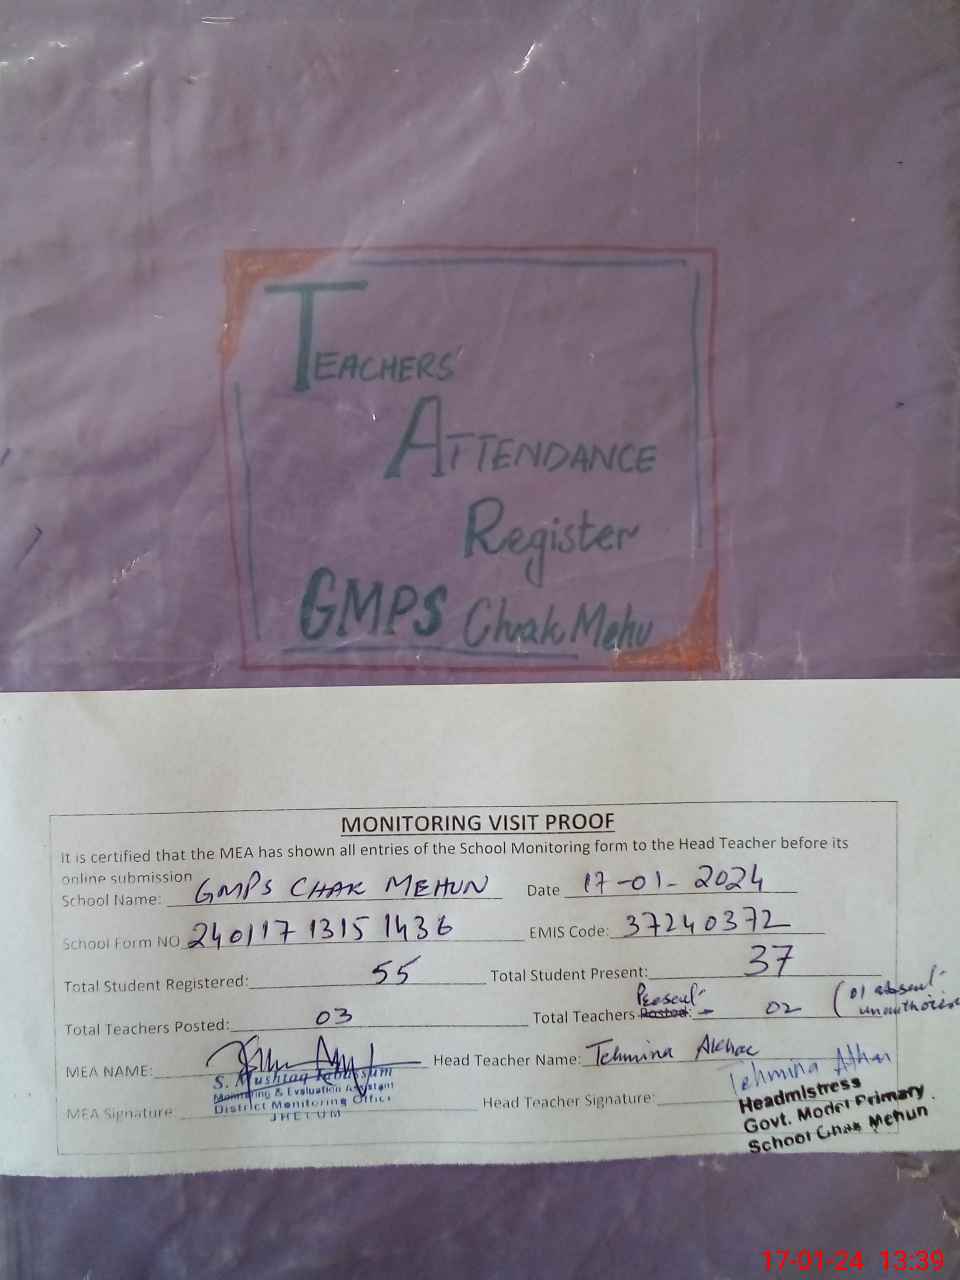 TEACHERS'
ATTENDANCE
Register
GMPS Chak Mehu
MONITORING VISIT PROOF
It is certified that the MEA has shown all entries of the School Monitoring form to the Head Teacher before its
online submission
School Name: GMPS CHAK MEHUN Date 17-01-2024
School Form NO 240117 1315 1436 EMIS Code: 37240372
Total Student Registered: 55 Total Student Present: 37
Total Teachers Posted: 03 Total Teachers Posted: Present 02 (01 absent
unauthorize
MEA NAME: Head Teacher Name: Tehmina Akhtar
S. Mushtaq Tabassum
Monitoring & Evaluation Assistant
District Monitoring Office
JHELUM
MEA Signature: Head Teacher Signature: Tehmina
Headmistress
Govt. Model Primary
School Chak Mehun
17-01-24 13:39